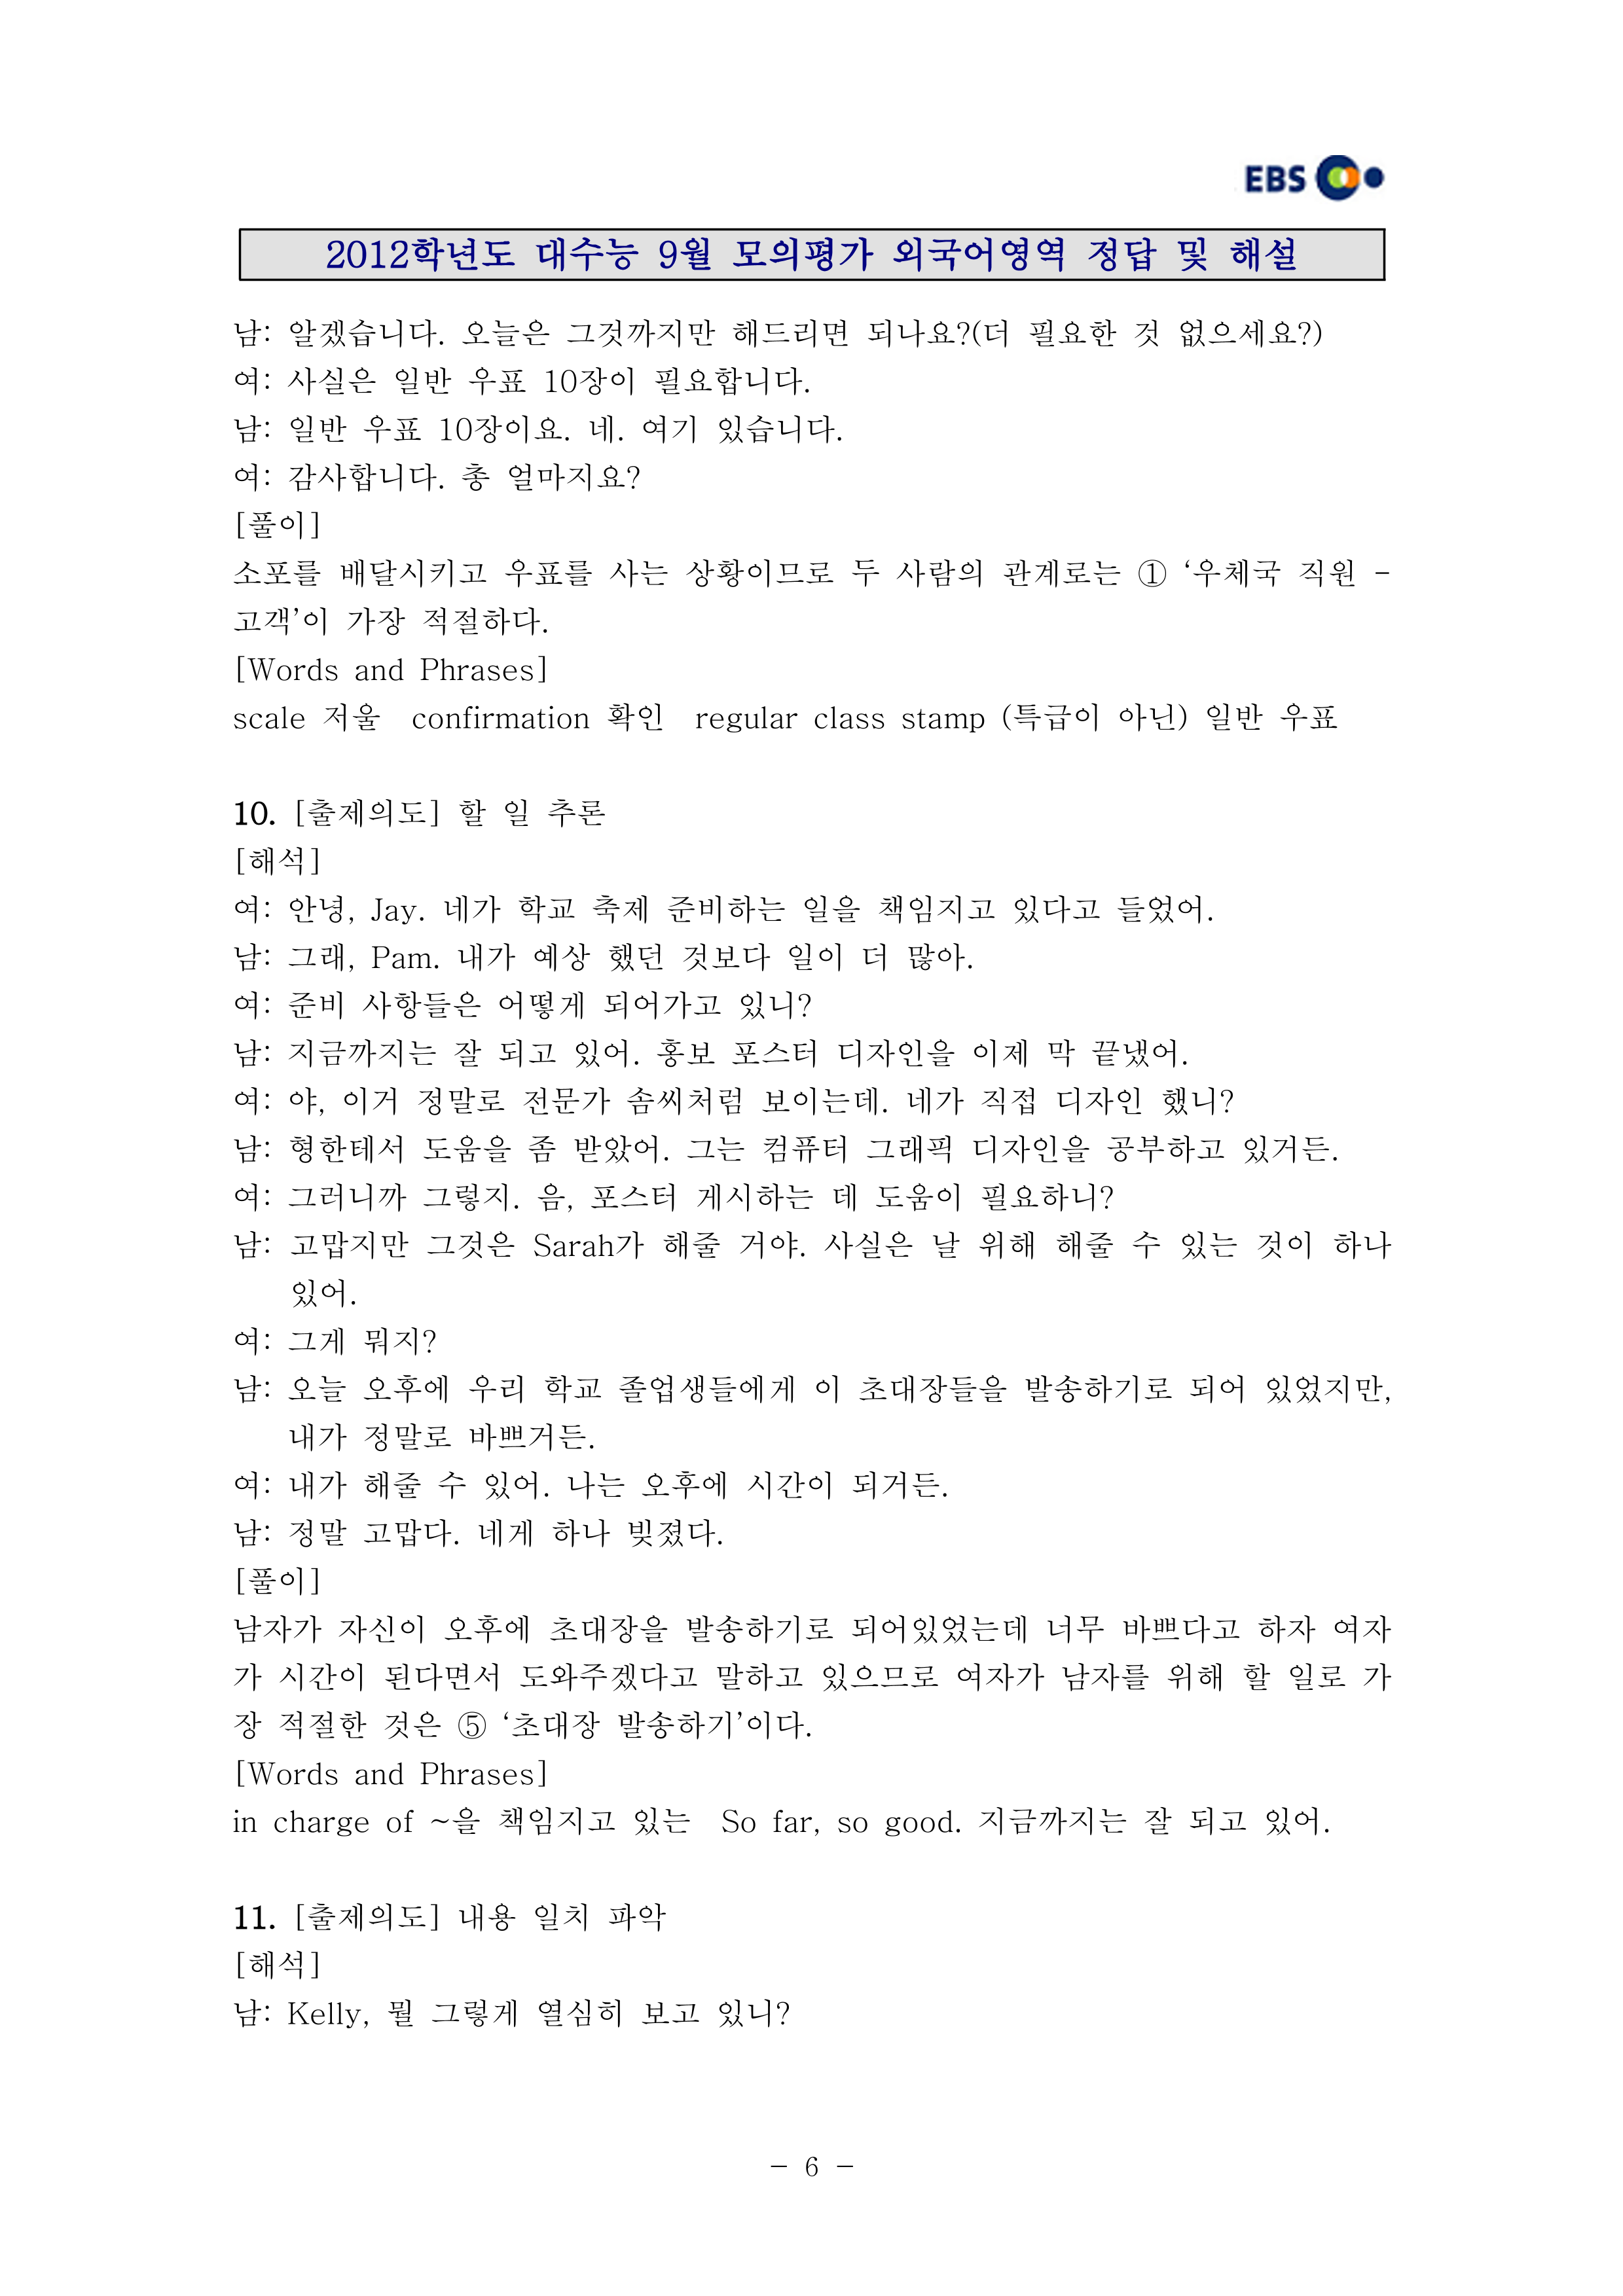 EBS
2012학년도 대수능 9월 모의평가 외국어영역 정답 및 해설
남: 알겠습니다. 오늘은 그것까지만 해드리면 되나요?(더 필요한 것 없으세요?)
여: 사실은 일반 우표 10장이 필요합니다.
남: 일반 우표 10장이요. 네. 여기 있습니다.
여: 감사합니다. 총 얼마지요?
[풀이]
소포를 배달시키고 우표를 사는 상황이므로 두 사람의 관계로는 ① ‘우체국 직원 -
고객’이 가장 적절하다.
[Words and Phrases]
scale 저울  confirmation 확인  regular class stamp (특급이 아닌) 일반 우표
10. [출제의도] 할 일 추론
[해석]
여: 안녕, Jay. 네가 학교 축제 준비하는 일을 책임지고 있다고 들었어.
남: 그래, Pam. 내가 예상 했던 것보다 일이 더 많아.
여: 준비 사항들은 어떻게 되어가고 있니?
남: 지금까지는 잘 되고 있어. 홍보 포스터 디자인을 이제 막 끝냈어.
여: 야, 이거 정말로 전문가 솜씨처럼 보이는데. 네가 직접 디자인 했니?
남: 형한테서 도움을 좀 받았어. 그는 컴퓨터 그래픽 디자인을 공부하고 있거든.
여: 그러니까 그렇지. 음, 포스터 게시하는 데 도움이 필요하니?
남: 고맙지만 그것은 Sarah가 해줄 거야. 사실은 날 위해 해줄 수 있는 것이 하나
있어.
여: 그게 뭐지?
남: 오늘 오후에 우리 학교 졸업생들에게 이 초대장들을 발송하기로 되어 있었지만,
내가 정말로 바쁘거든.
여: 내가 해줄 수 있어. 나는 오후에 시간이 되거든.
남: 정말 고맙다. 네게 하나 빚졌다.
[풀이]
남자가 자신이 오후에 초대장을 발송하기로 되어있었는데 너무 바쁘다고 하자 여자
가 시간이 된다면서 도와주겠다고 말하고 있으므로 여자가 남자를 위해 할 일로 가
장 적절한 것은 ⑤ ‘초대장 발송하기’이다.
[Words and Phrases]
in charge of ~을 책임지고 있는  So far, so good. 지금까지는 잘 되고 있어.
11. [출제의도] 내용 일치 파악
[해석]
남: Kelly, 뭘 그렇게 열심히 보고 있니?
- 6 -